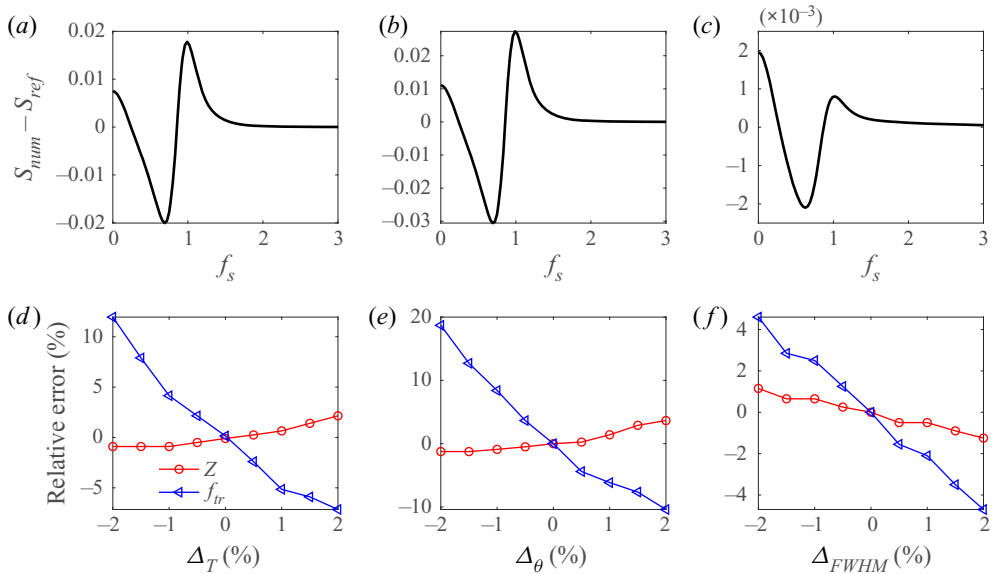 (a)
0.02
0.01
0
−0.01
−0.02
S_num − S_ref
0 1 2 3
f_s
(b)
0.02
0.01
0
−0.01
−0.02
−0.03
0 1 2 3
f_s
(c)
(×10⁻³)
2
1
0
−1
−2
0 1 2 3
f_s
(d)
10
5
0
−5
Relative error (%)
Z
f_tr
−2 −1 0 1 2
Δ_T (%)
(e)
20
10
0
−10
−2 −1 0 1 2
Δ_θ (%)
(f)
4
2
0
−2
−4
−2 −1 0 1 2
Δ_FWHM (%)